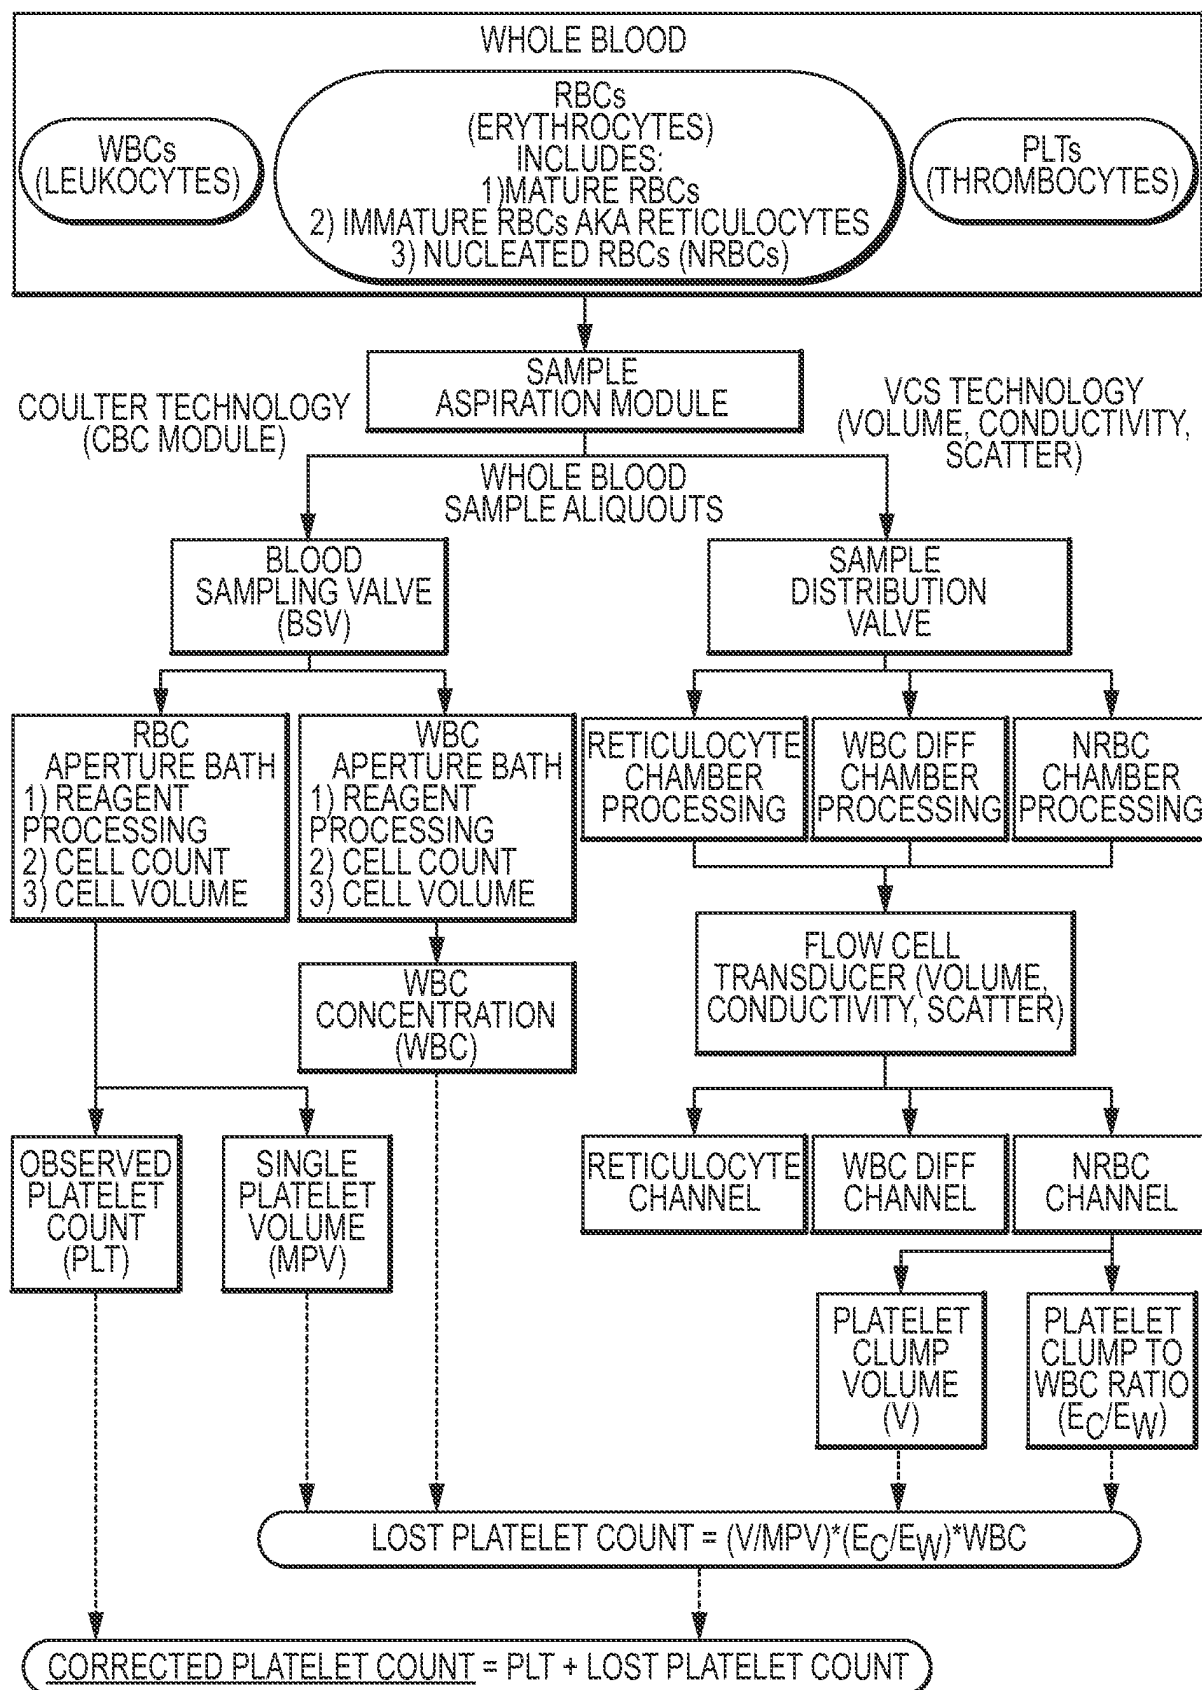 WHOLE BLOOD
WBCs
(LEUKOCYTES)
RBCs
(ERYTHROCYTES)
INCLUDES:
1)MATURE RBCs
2) IMMATURE RBCs AKA RETICULOCYTES
3) NUCLEATED RBCs (NRBCs)
PLTs
(THROMBOCYTES)
SAMPLE
ASPIRATION MODULE
COULTER TECHNOLOGY
(CBC MODULE)
VCS TECHNOLOGY
(VOLUME, CONDUCTIVITY,
SCATTER)
WHOLE BLOOD
SAMPLE ALIQUOUTS
BLOOD
SAMPLING VALVE
(BSV)
SAMPLE
DISTRIBUTION
VALVE
RBC
APERTURE BATH
1) REAGENT
PROCESSING
2) CELL COUNT
3) CELL VOLUME
WBC
APERTURE BATH
1) REAGENT
PROCESSING
2) CELL COUNT
3) CELL VOLUME
RETICULOCYTE
CHAMBER
PROCESSING
WBC DIFF
CHAMBER
PROCESSING
NRBC
CHAMBER
PROCESSING
WBC
CONCENTRATION
(WBC)
FLOW CELL
TRANSDUCER (VOLUME,
CONDUCTIVITY, SCATTER)
OBSERVED
PLATELET
COUNT
(PLT)
SINGLE
PLATELET
VOLUME
(MPV)
RETICULOCYTE
CHANNEL
WBC DIFF
CHANNEL
NRBC
CHANNEL
PLATELET
CLUMP
VOLUME
(V)
PLATELET
CLUMP TO
WBC RATIO
(EC/EW)
LOST PLATELET COUNT = (V/MPV)*(EC/EW)*WBC
CORRECTED PLATELET COUNT = PLT + LOST PLATELET COUNT